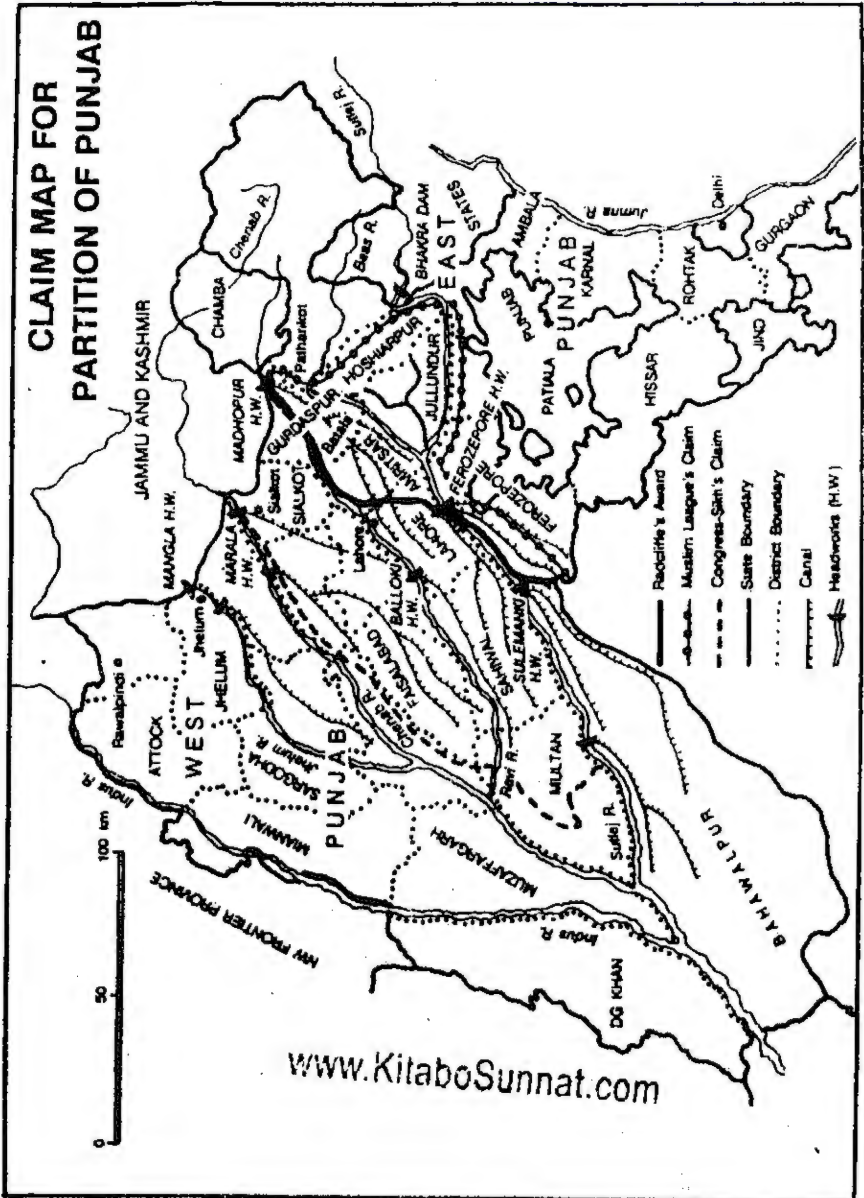 CLAIM MAP FOR
PARTITION OF PUNJAB
JAMMU AND KASHMIR
CHAMBA
Chenab R.
Sutlej R.
Beas R.
BHAKRA DAM
Pathankot
MADHOPUR
H.W.
MANGLA H.W.
MARALA
H.W.
Rawalpindi
ATTOCK
Jhelum
JHELUM
WEST
PUNJAB
Sialkot
SIALKOT
GURDASPUR
Batala
HOSHIARPUR
AMRITSAR
JULLUNDUR
EAST
PUNJAB
STATES
PUNJAB
AMBALA
KARNAL
Jumna R.
Delhi
GURGAON
ROHTAK
JIND
HISSAR
PATIALA
FEROZEPORE H.W.
FEROZEPORE
Lahore
LAHORE
BALLOKI
H.W.
SULEMANKI
H.W.
SAHIWAL
FAISALABAD
Chenab R.
Jhelum R.
SARGODHA
MIANWALI
Indus R.
NW FRONTIER PROVINCE
MUZAFFARGARH
Ravi R.
MULTAN
Sutlej R.
Indus R.
DG KHAN
BAHAWALPUR
0 50 100 km
Radcliffe's Award
Muslim League's Claim
Congress-Sikh's Claim
State Boundary
District Boundary
Canal
Headworks (H.W)
www.KitaboSunnat.com